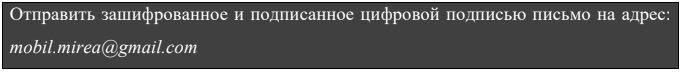 Отправить зашифрованное и подписанное цифровой подписью письмо на адрес:
mobil.mirea@gmail.com